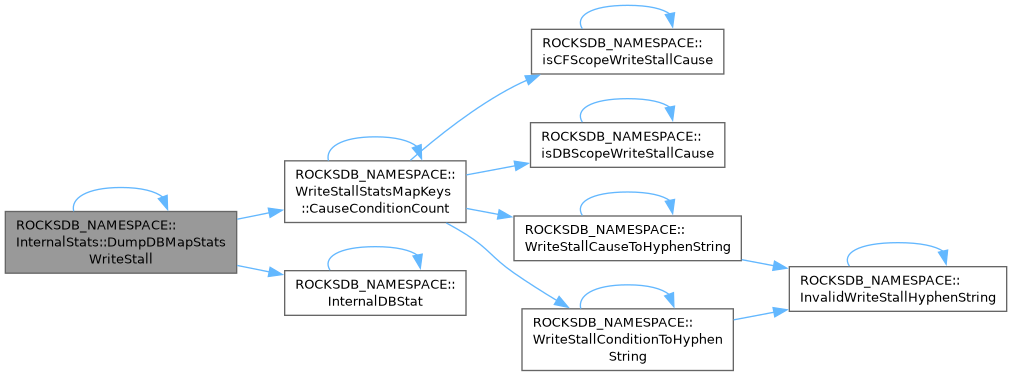 ROCKSDB_NAMESPACE::
InternalStats::DumpDBMapStats
WriteStall
ROCKSDB_NAMESPACE::
WriteStallStatsMapKeys
::CauseConditionCount
ROCKSDB_NAMESPACE::
InternalDBStat
ROCKSDB_NAMESPACE::
isCFScopeWriteStallCause
ROCKSDB_NAMESPACE::
isDBScopeWriteStallCause
ROCKSDB_NAMESPACE::
WriteStallCauseToHyphenString
ROCKSDB_NAMESPACE::
WriteStallConditionToHyphen
String
ROCKSDB_NAMESPACE::
InvalidWriteStallHyphenString